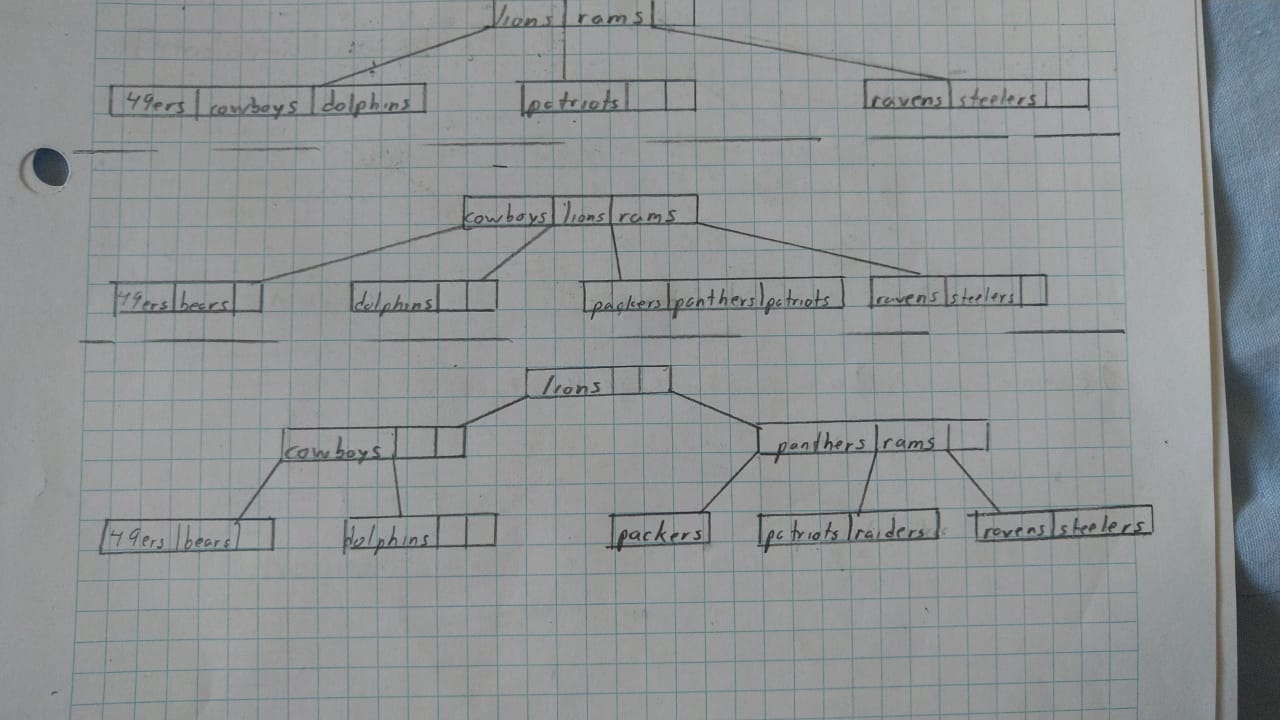 lions rams
49ers cowboys dolphins patriots ravens steelers
cowboys lions rams
49ers bears dolphins packers panthers patriots ravens steelers
lions
cowboys panthers rams
49ers bears dolphins packers patriots raiders ravens steelers